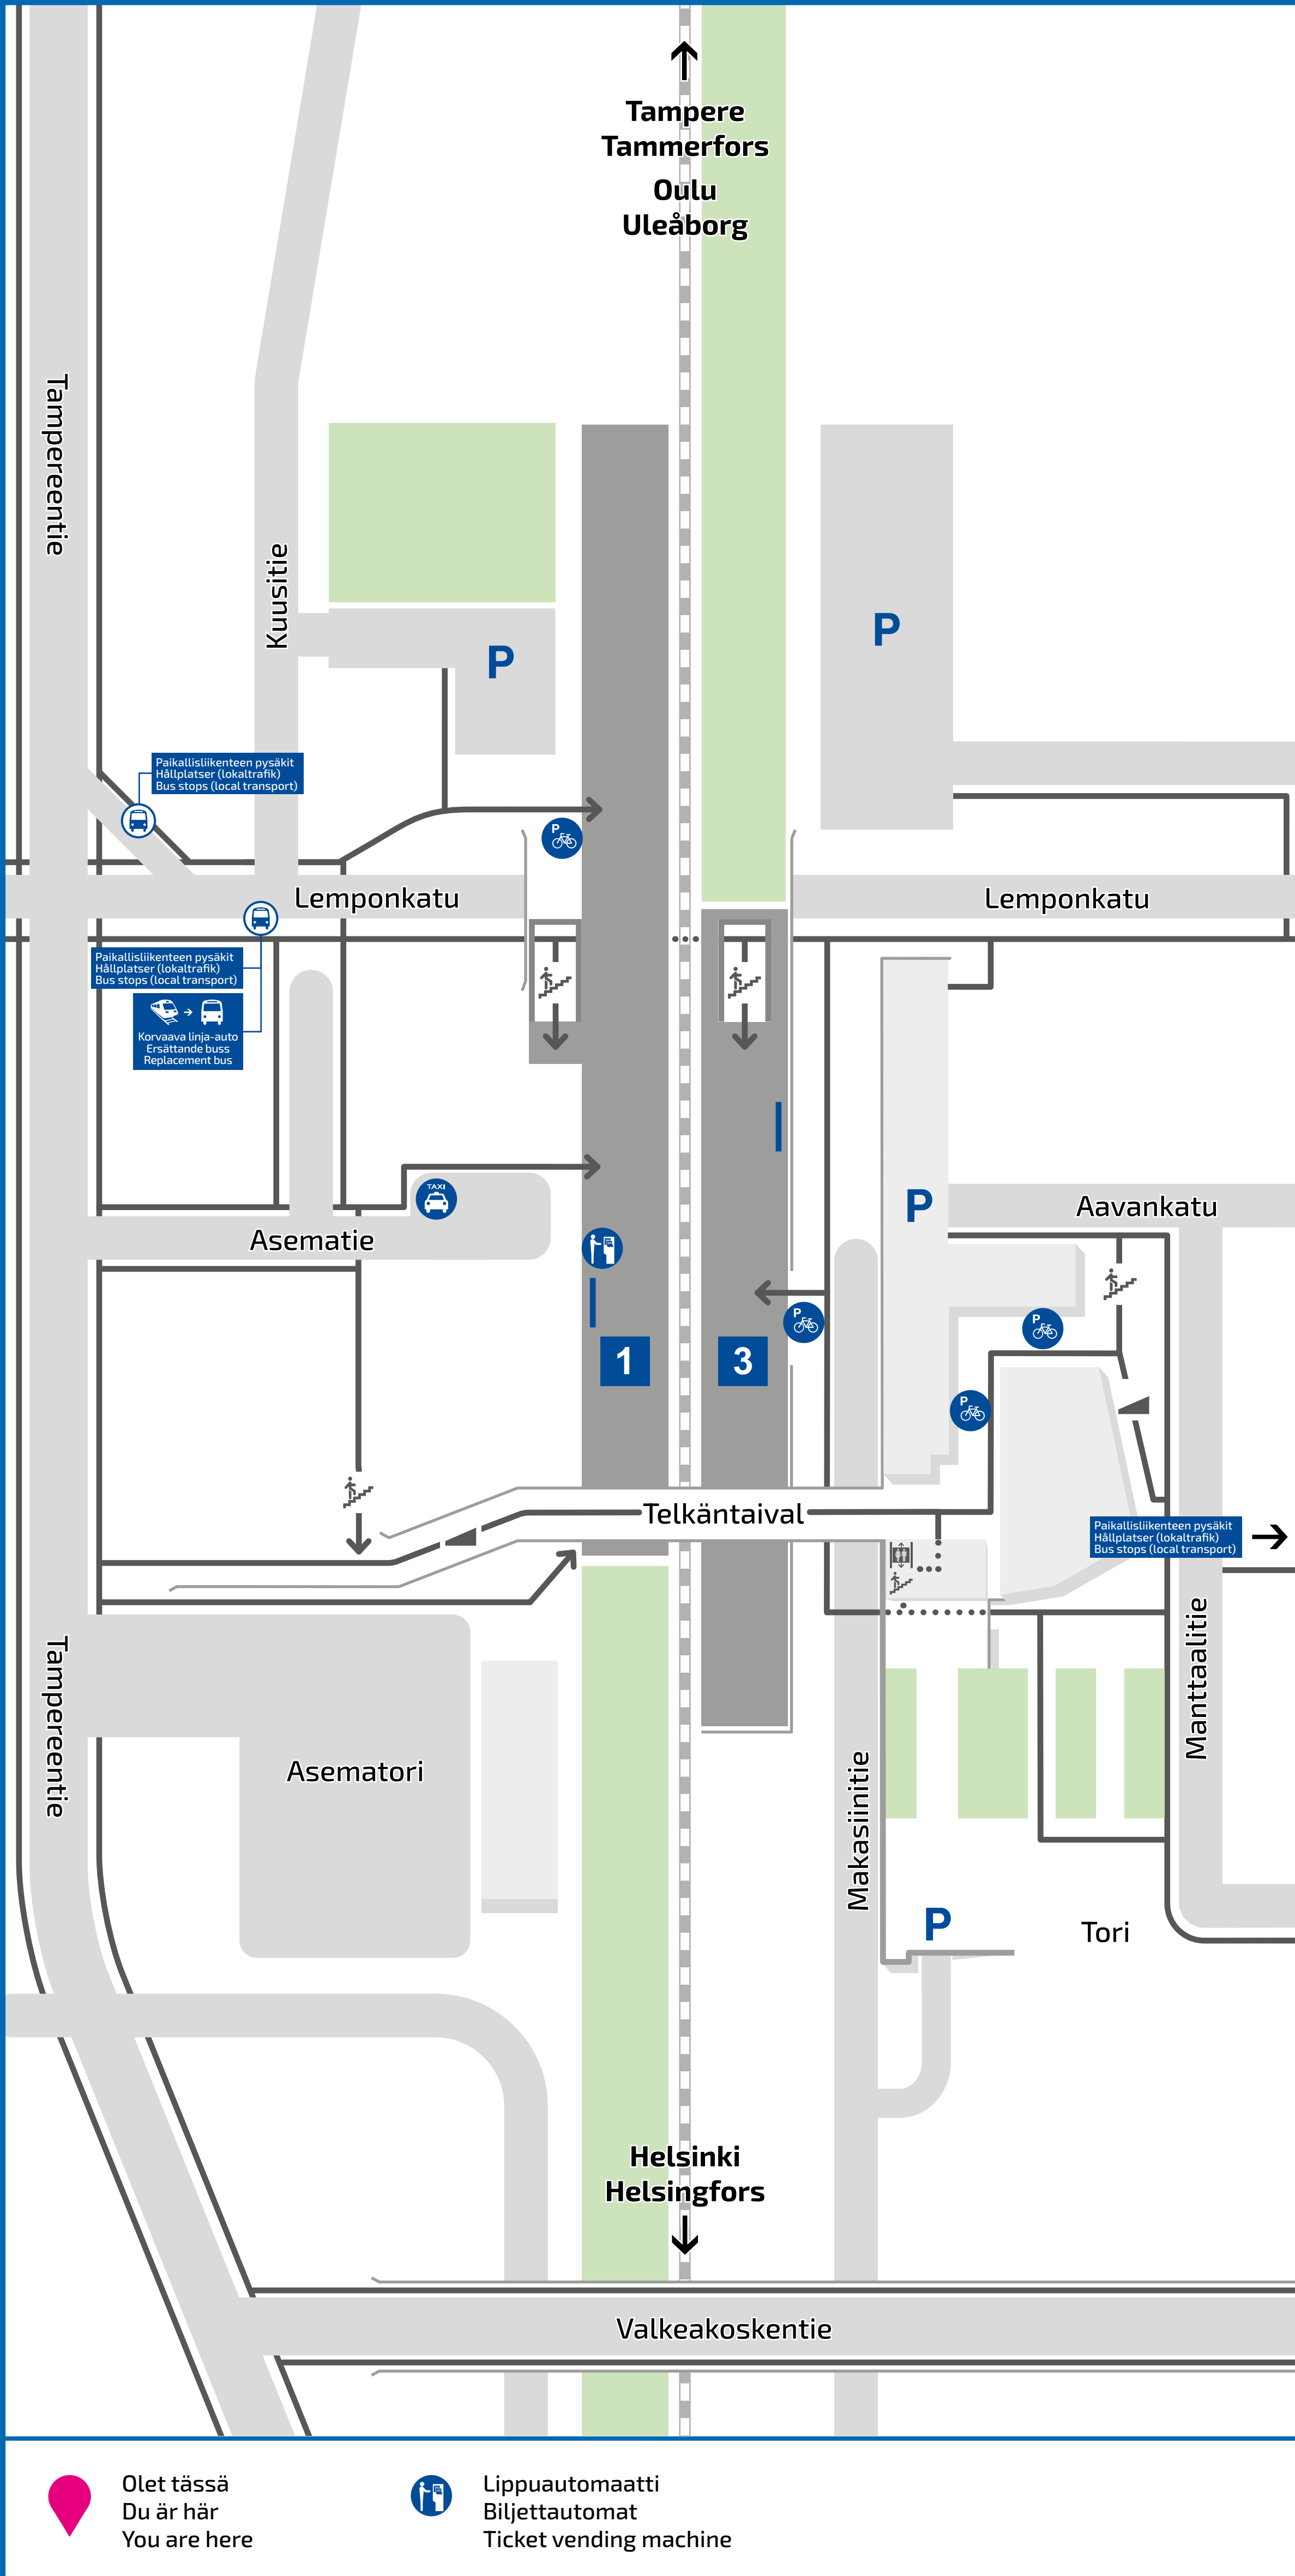 Tampere
Tammerfors
Oulu
Uleåborg
Tampereentie
Kuusitie
P
P
Paikallisliikenteen pysäkit
Hållplatser (lokaltrafik)
Bus stops (local transport)
P
Lemponkatu
Lemponkatu
Paikallisliikenteen pysäkit
Hållplatser (lokaltrafik)
Bus stops (local transport)
Korvaava linja-auto
Ersättande buss
Replacement bus
TAXI
P
Aavankatu
Asematie
P
P
P
1
3
Telkäntaival
Paikallisliikenteen pysäkit
Hållplatser (lokaltrafik)
Bus stops (local transport)
Tampereentie
Manttaalitie
Asematori
Makasiinitie
P
Tori
Helsinki
Helsingfors
Valkeakoskentie
Olet tässä
Du är här
You are here
Lippuautomaatti
Biljettautomat
Ticket vending machine